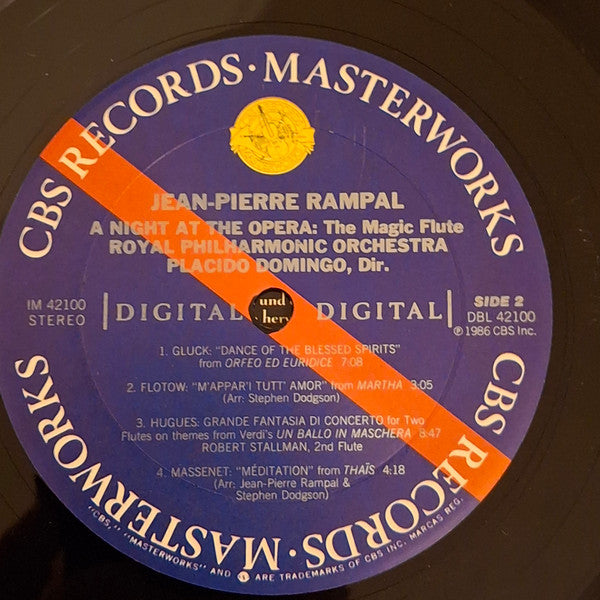 CBS RECORDS · MASTERWORKS
JEAN-PIERRE RAMPAL
A NIGHT AT THE OPERA: The Magic Flute
ROYAL PHILHARMONIC ORCHESTRA
PLACIDO DOMINGO, Dir.
IM 42100
STEREO
DIGITAL
und
her
DIGITAL
SIDE 2
DBL 42100
℗ 1986 CBS Inc.
1. GLUCK: "DANCE OF THE BLESSED SPIRITS"
from ORFEO ED EURIDICE 7:08
2. FLOTOW: "M'APPAR'I TUTT' AMOR" from MARTHA 3:05
(Arr: Stephen Dodgson)
3. HUGUES: GRANDE FANTASIA DI CONCERTO for Two
Flutes on themes from Verdi's UN BALLO IN MASCHERA 8:47
ROBERT STALLMAN, 2nd Flute
4. MASSENET: "MÉDITATION" from THAÏS 4:18
(Arr: Jean-Pierre Rampal &
Stephen Dodgson)
CBS RECORDS · MASTERWORKS
"CBS," "MASTERWORKS" AND ARE TRADEMARKS OF CBS INC. MARCAS REG.